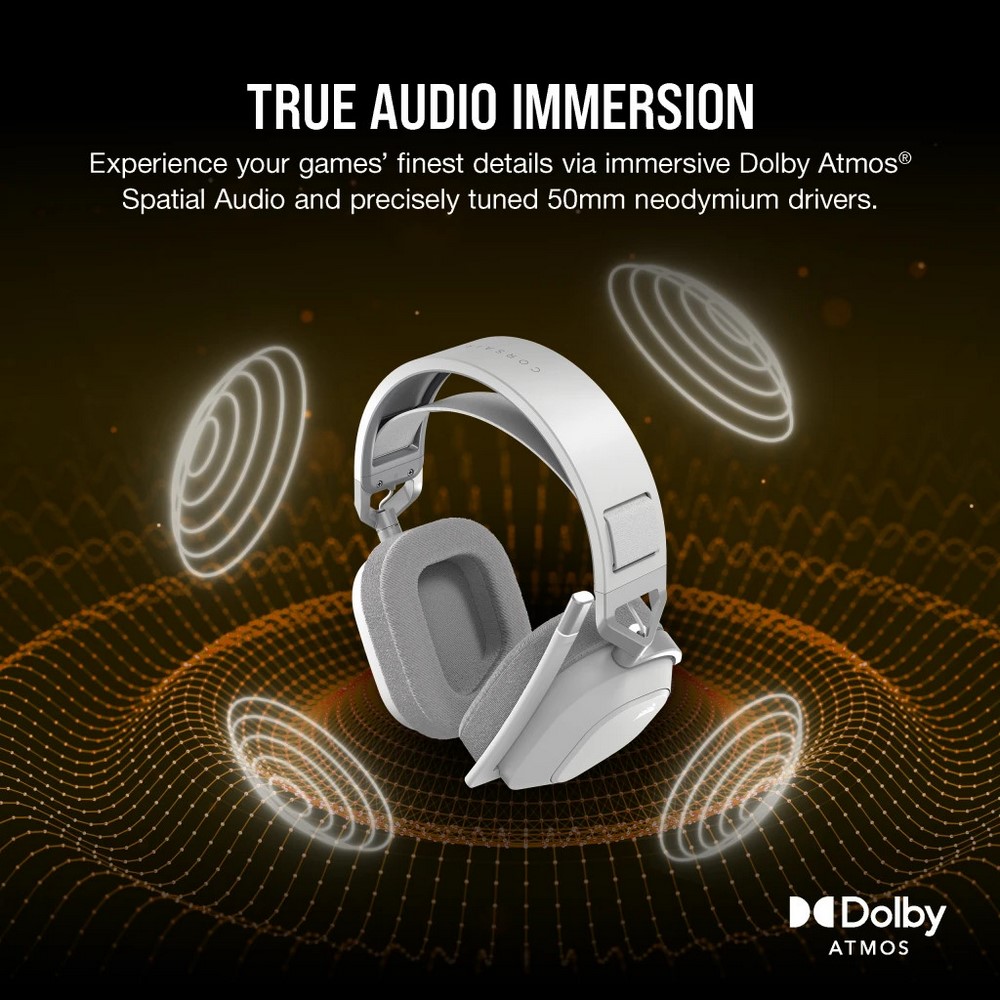 TRUE AUDIO IMMERSION
Experience your games’ finest details via immersive Dolby Atmos®
Spatial Audio and precisely tuned 50mm neodymium drivers.
CORSAIR
Dolby
ATMOS